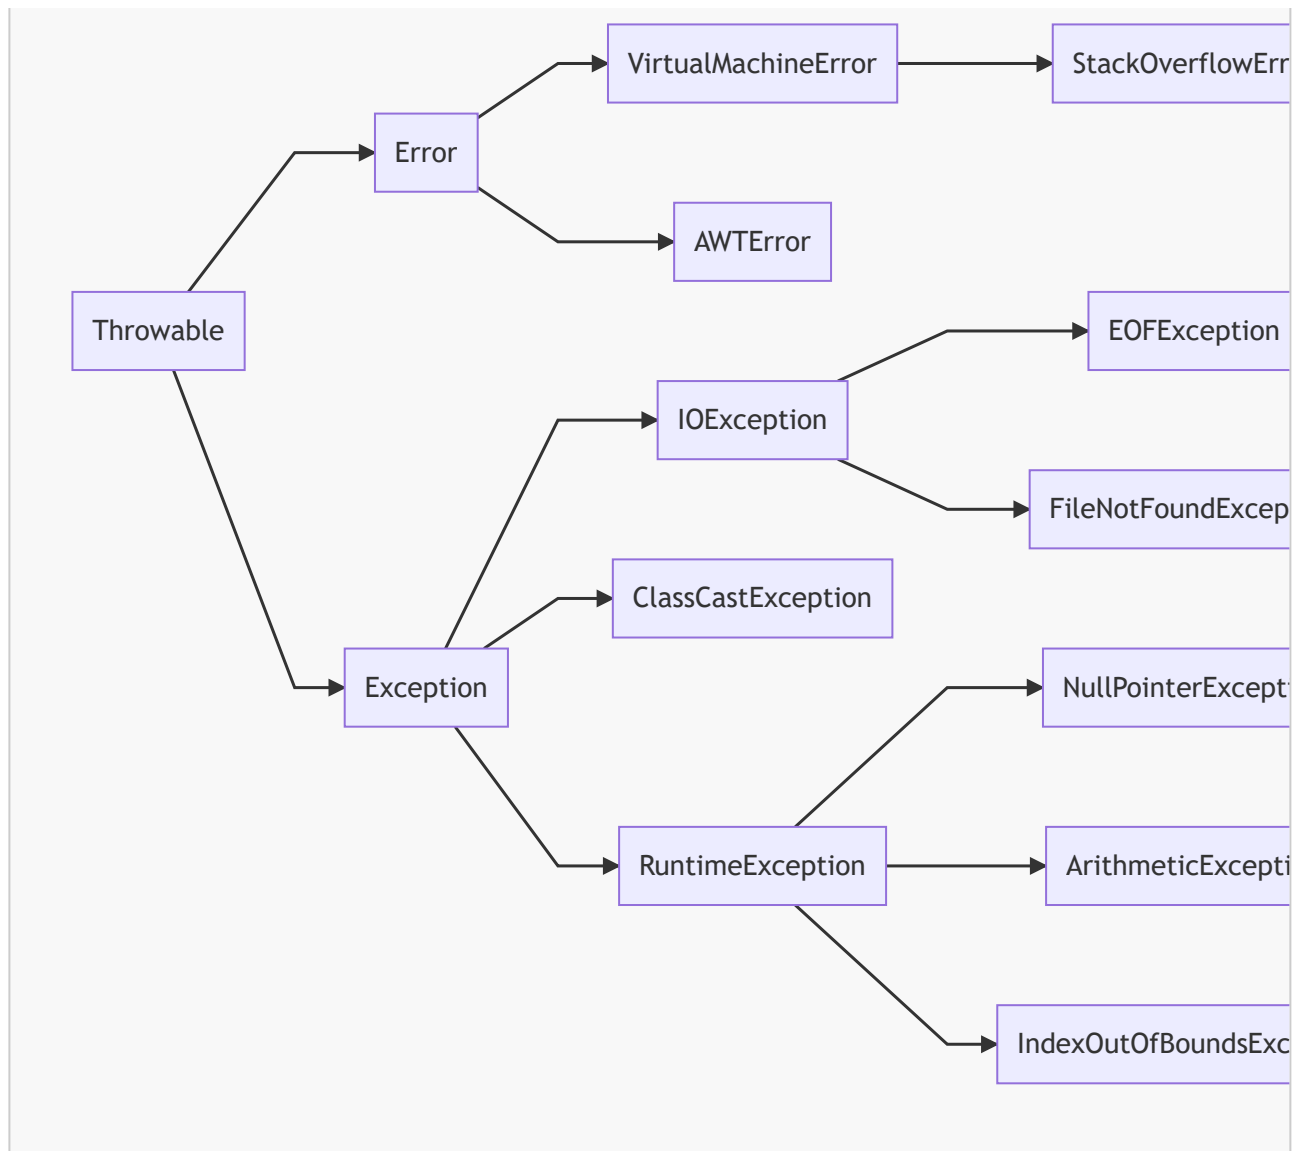 VirtualMachineError
StackOverflowErr
Error
AWTError
Throwable
EOFException
IOException
FileNotFoundExcep
ClassCastException
Exception
NullPointerExcept
RuntimeException
ArithmeticExcepti
IndexOutOfBoundsExc